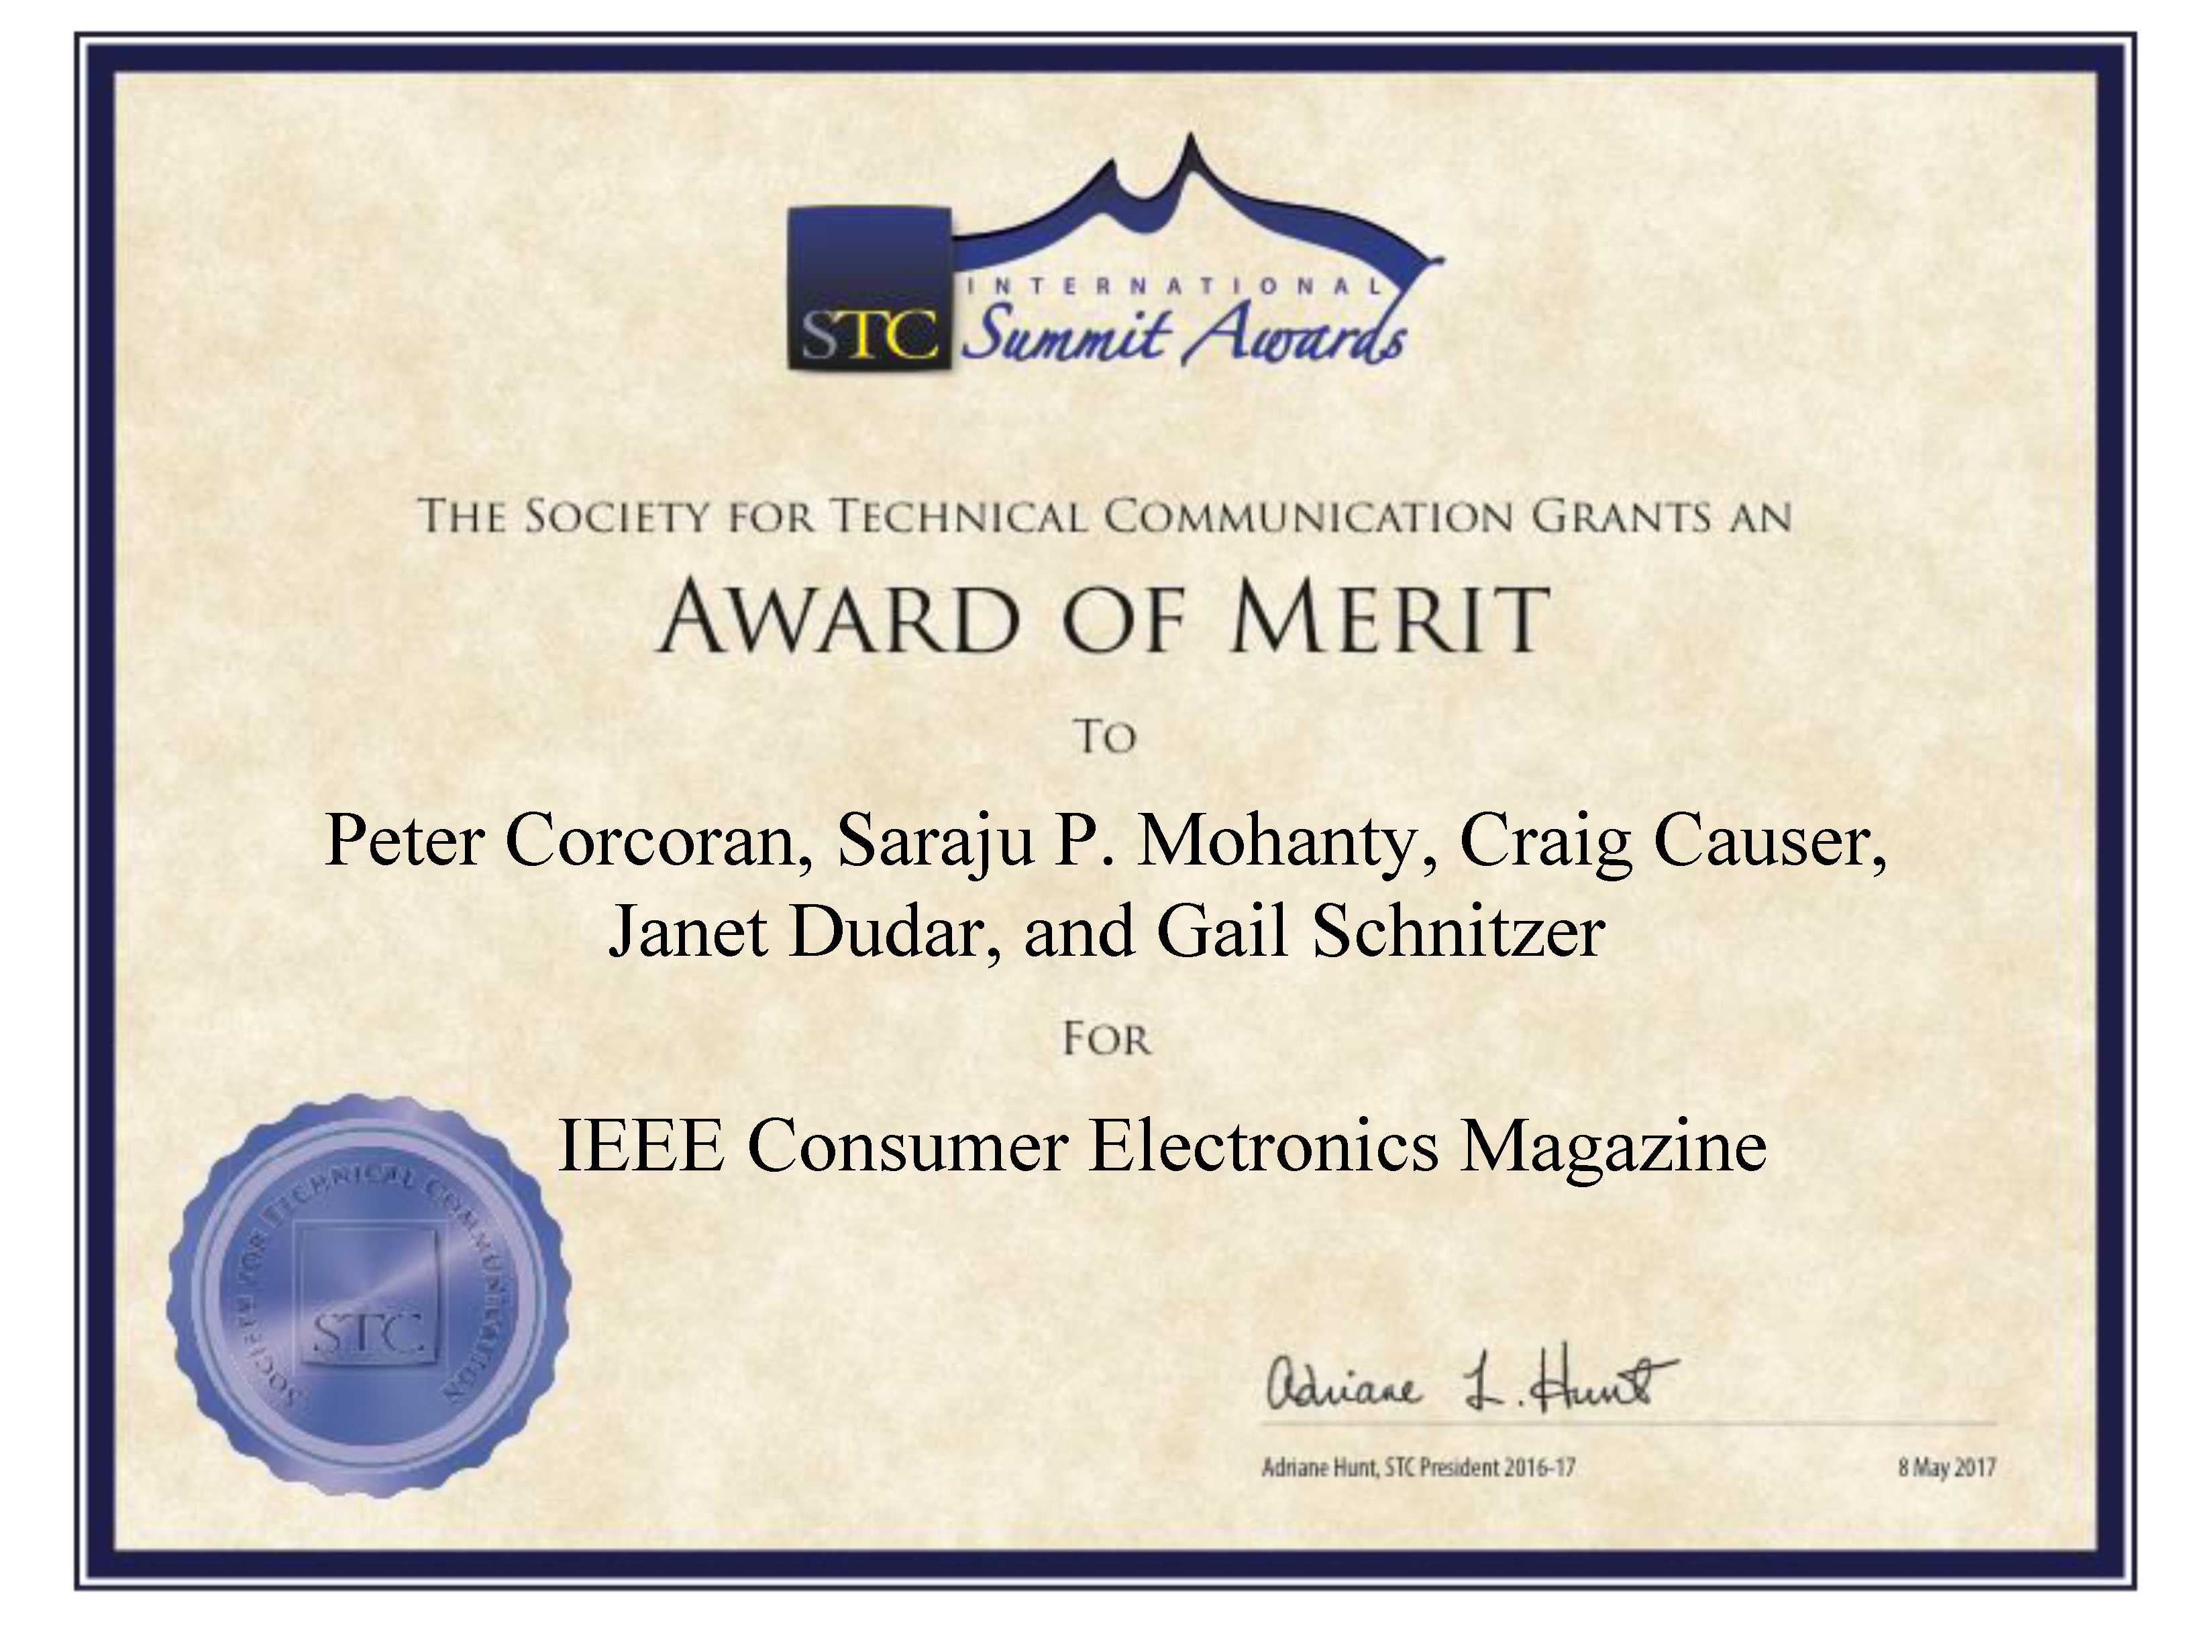 INTERNATIONAL
STC Summit Awards
THE SOCIETY FOR TECHNICAL COMMUNICATION GRANTS AN
AWARD OF MERIT
TO
Peter Corcoran, Saraju P. Mohanty, Craig Causer,
Janet Dudar, and Gail Schnitzer
FOR
IEEE Consumer Electronics Magazine
SOCIETY FOR TECHNICAL COMMUNICATION
STC
Adriane L. Hunt
Adriane Hunt, STC President 2016-17 8 May 2017